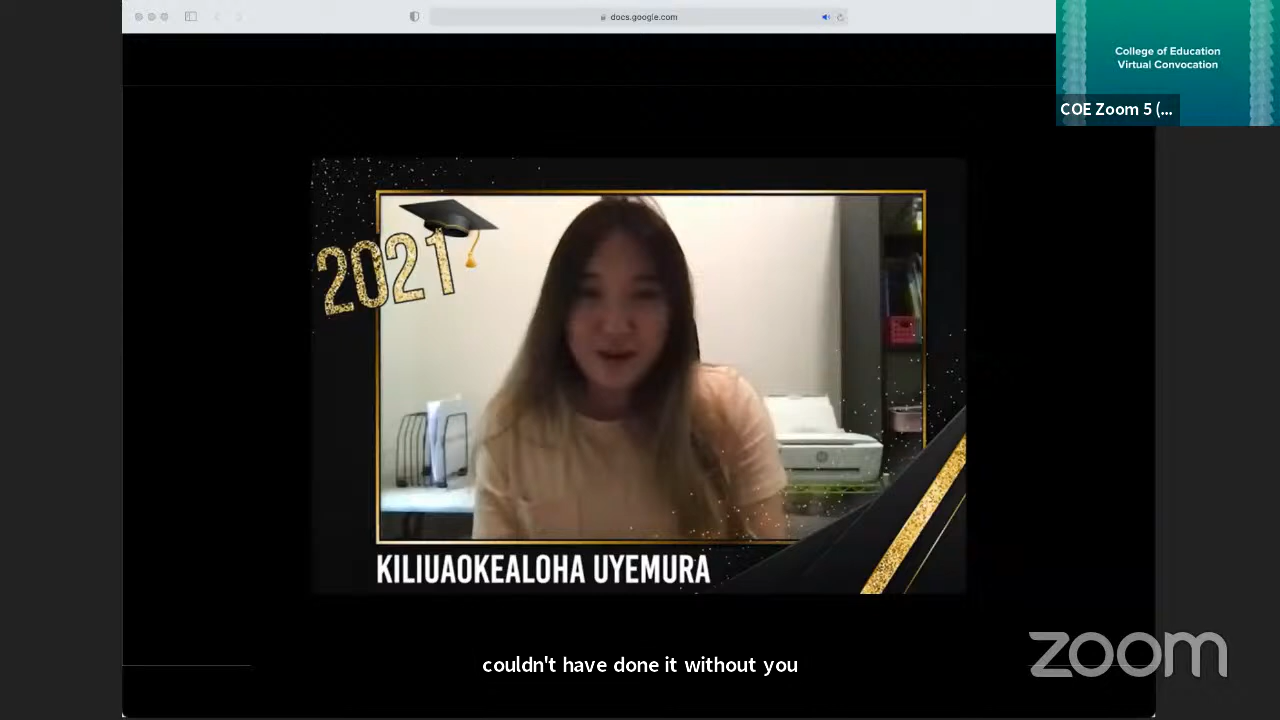 docs.google.com
College of Education
Virtual Convocation
COE Zoom 5 (...
2021
KILIUAOKEALOHA UYEMURA
couldn't have done it without you
zoom